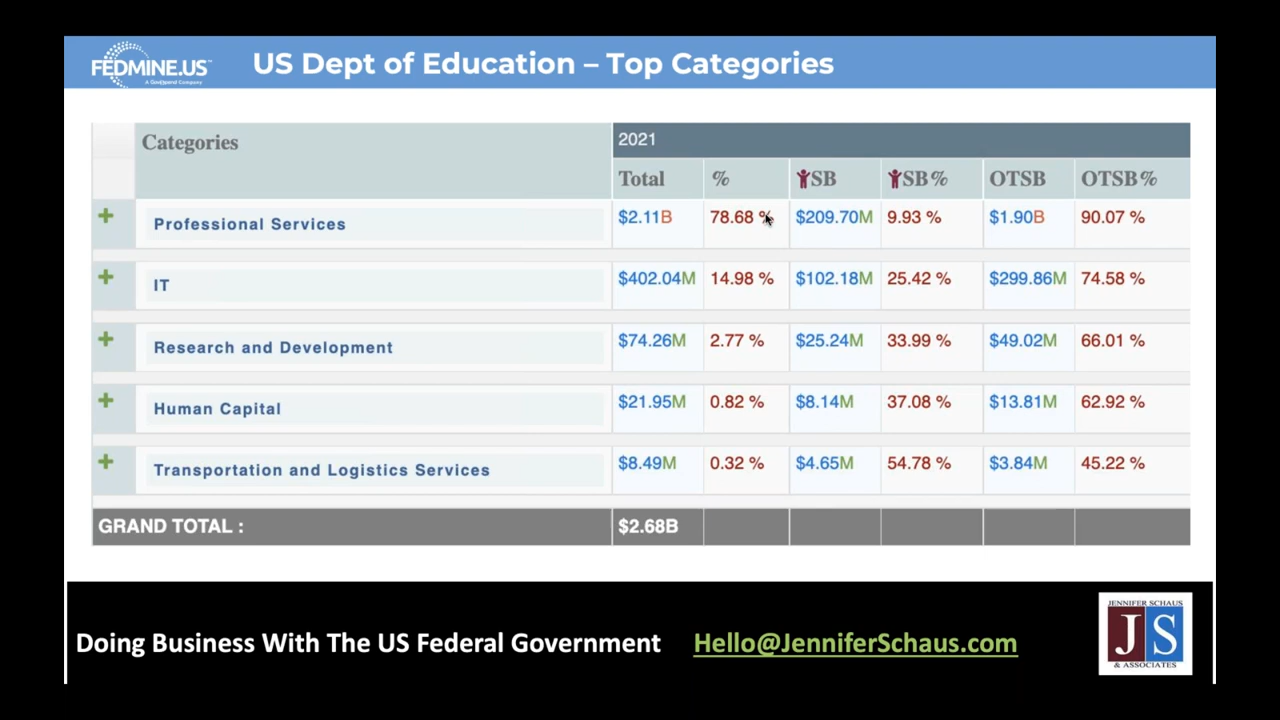 FEDMINE.US
A GovSpend Company
US Dept of Education – Top Categories
Categories
2021
Total % SB SB% OTSB OTSB%
Professional Services $2.11B 78.68 % $209.70M 9.93 % $1.90B 90.07 %
IT $402.04M 14.98 % $102.18M 25.42 % $299.86M 74.58 %
Research and Development $74.26M 2.77 % $25.24M 33.99 % $49.02M 66.01 %
Human Capital $21.95M 0.82 % $8.14M 37.08 % $13.81M 62.92 %
Transportation and Logistics Services $8.49M 0.32 % $4.65M 54.78 % $3.84M 45.22 %
GRAND TOTAL : $2.68B
Doing Business With The US Federal Government Hello@JenniferSchaus.com
JENNIFER SCHAUS
JS
& ASSOCIATES